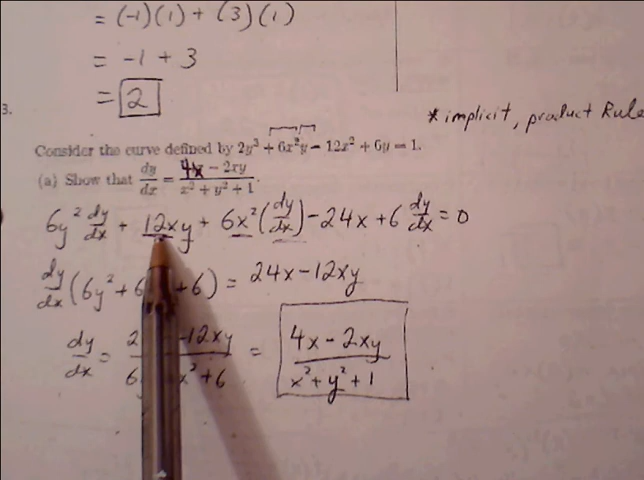 = (-1)(1) + (3)(1)
= -1 + 3
= 2
3.
* implicit, product Rule
Consider the curve defined by 2y³ + 6x²y - 12x² + 6y = 1.
(a) Show that dy/dx = (4x - 2xy)/(x² + y² + 1).
6y² dy/dx + 12xy + 6x² (dy/dx) - 24x + 6 dy/dx = 0
dy/dx (6y² + 6 + 6) = 24x - 12xy
dy/dx = 2 - 12xy / 6 x² + 6 = (4x - 2xy)/(x² + y² + 1)